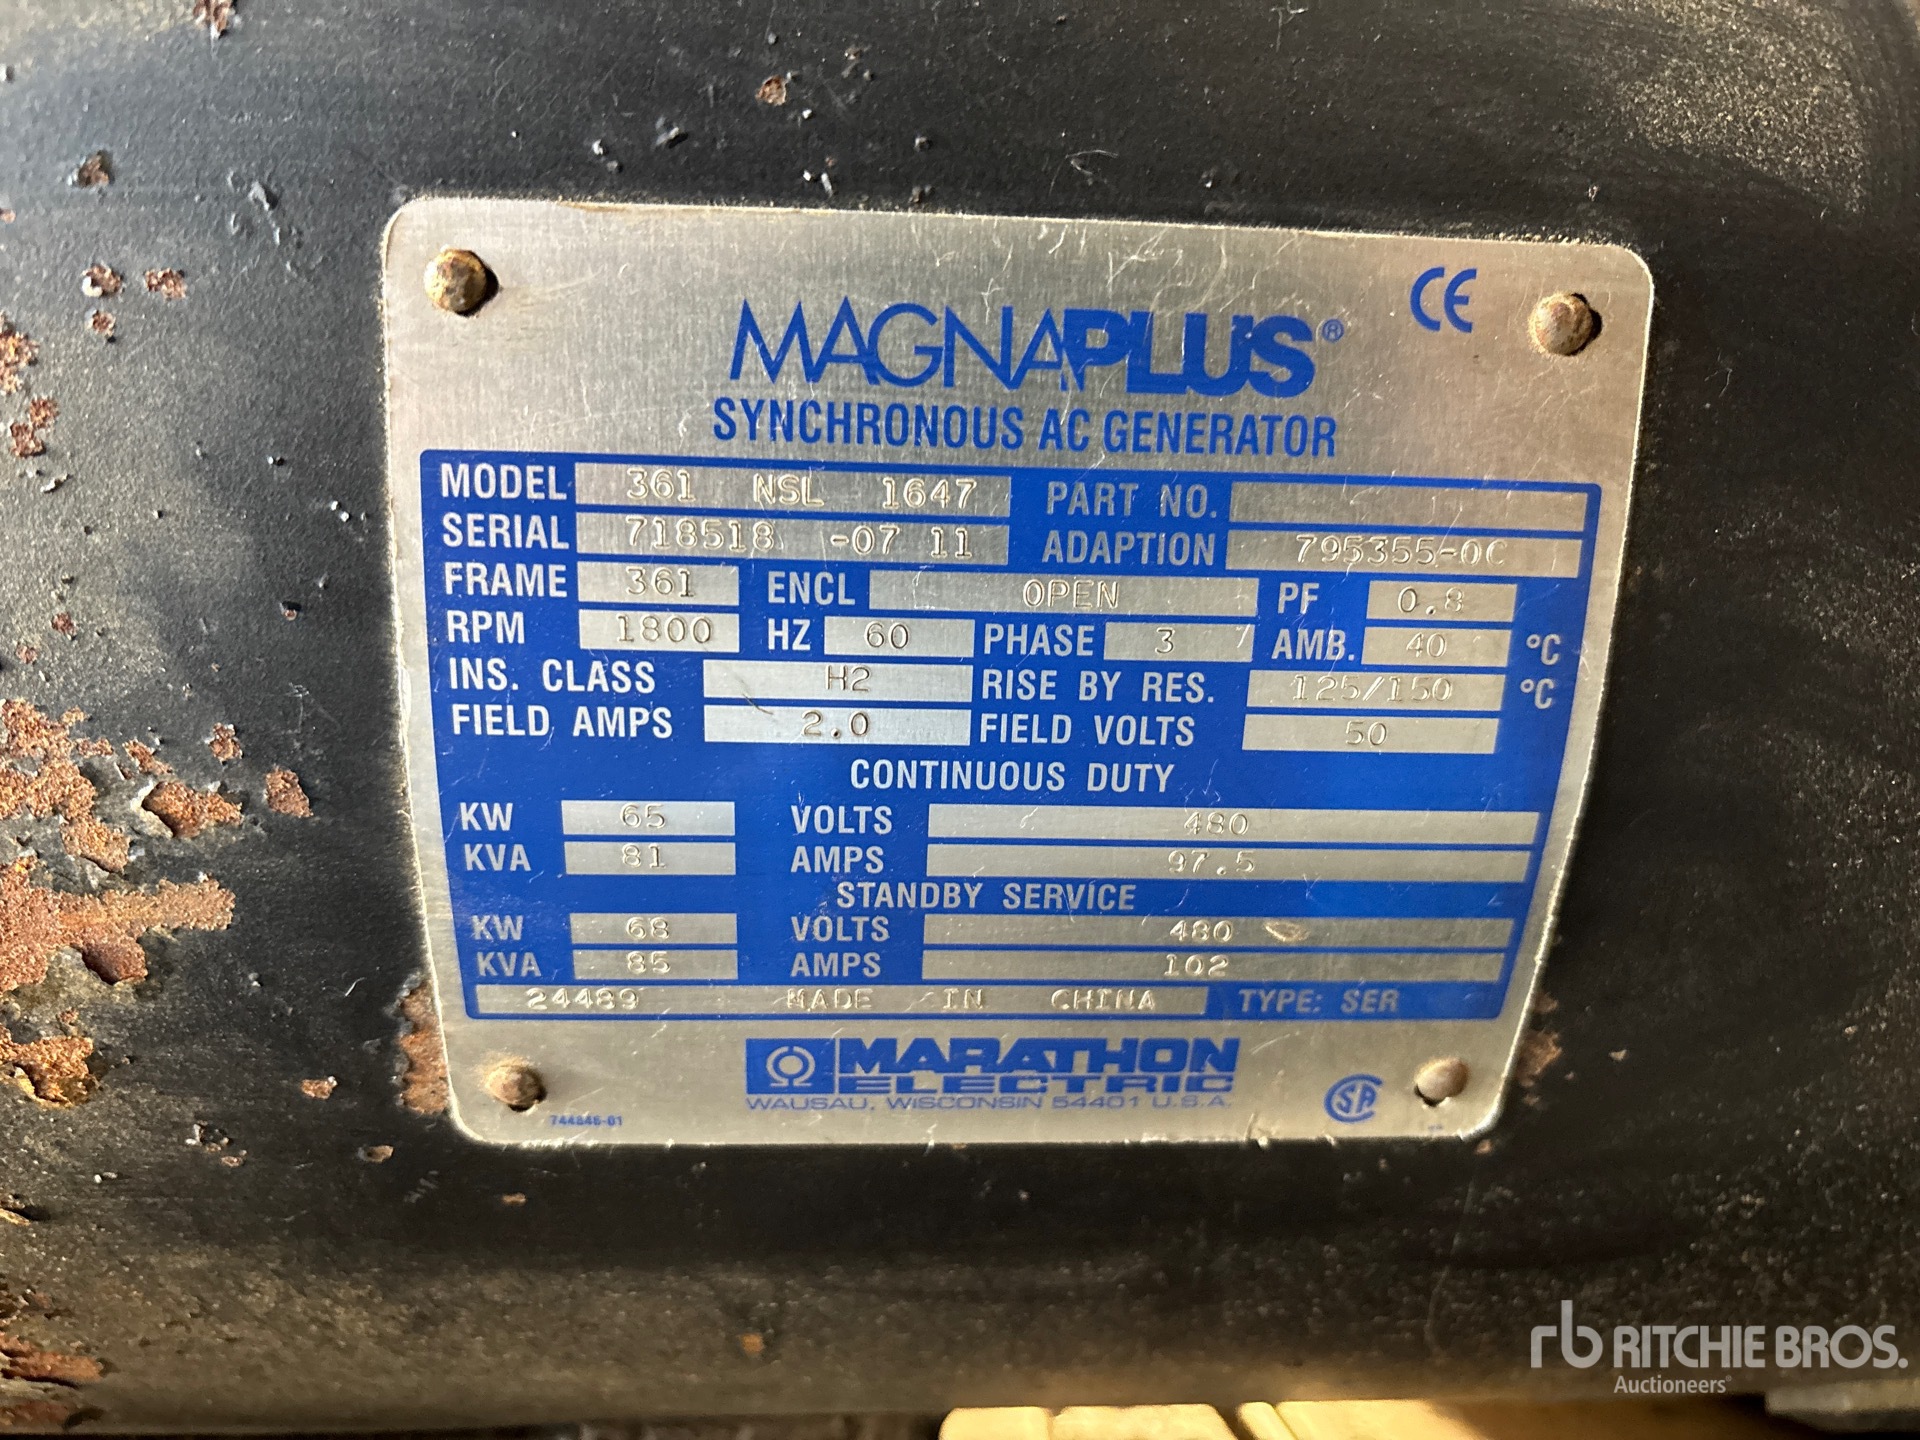 CE
MAGNAPLUS®
SYNCHRONOUS AC GENERATOR
MODEL 361 NSL 1647 PART NO.
SERIAL 718518 -07 11 ADAPTION 795355-0C
FRAME 361 ENCL OPEN PF 0.8
RPM 1800 HZ 60 PHASE 3 AMB. 40 °C
INS. CLASS H2 RISE BY RES. 125/150 °C
FIELD AMPS 2.0 FIELD VOLTS 50
CONTINUOUS DUTY
KW 65 VOLTS 480
KVA 81 AMPS 97.5
STANDBY SERVICE
KW 68 VOLTS 480
KVA 85 AMPS 102
24489 MADE IN CHINA TYPE: SER
MARATHON
ELECTRIC
WAUSAU, WISCONSIN 54401 U.S.A.
744846-01
SA
rb RITCHIE BROS.
Auctioneers